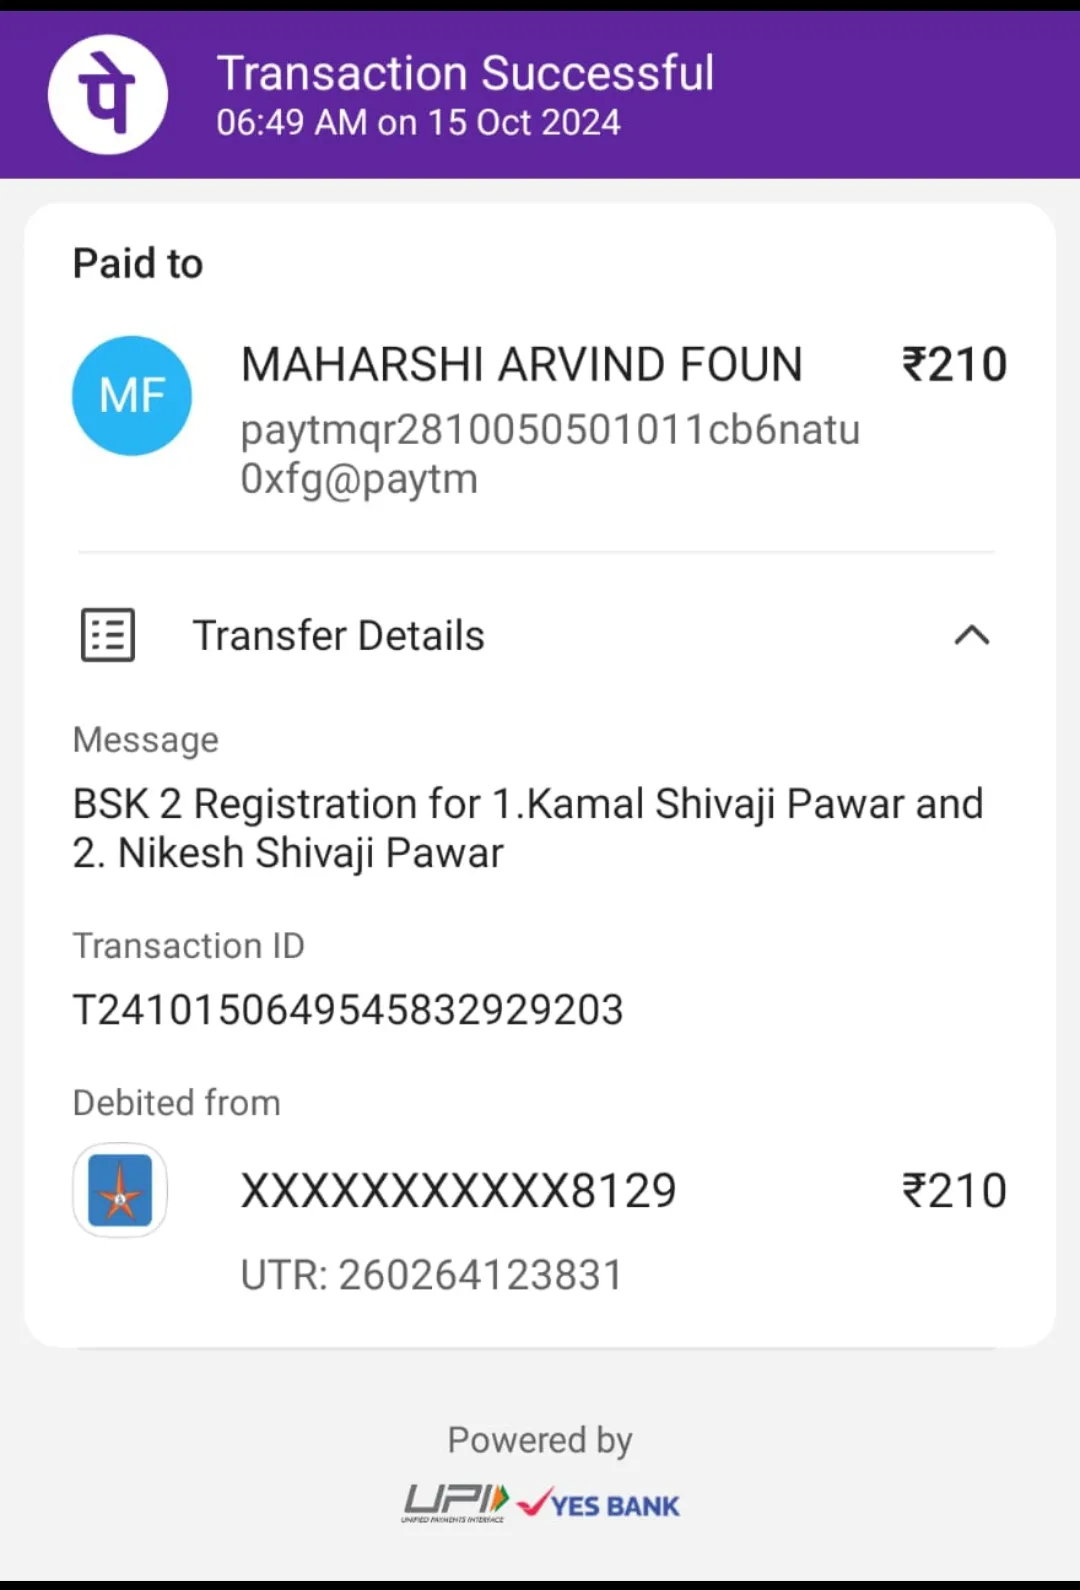 पे
Transaction Successful
06:49 AM on 15 Oct 2024
Paid to
MF
MAHARSHI ARVIND FOUN ₹210
paytmqr2810050501011cb6natu
0xfg@paytm
Transfer Details
Message
BSK 2 Registration for 1.Kamal Shivaji Pawar and
2. Nikesh Shivaji Pawar
Transaction ID
T2410150649545832929203
Debited from
XXXXXXXXXXX8129 ₹210
UTR: 260264123831
Powered by
UPI YES BANK
UNIFIED PAYMENTS INTERFACE